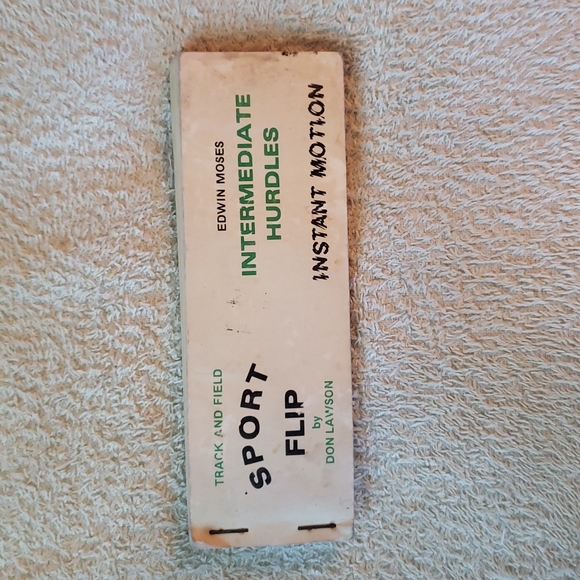 TRACK AND FIELD
SPORT
FLIP
by
DON LAWSON
EDWIN MOSES
INTERMEDIATE
HURDLES
INSTANT MOTION